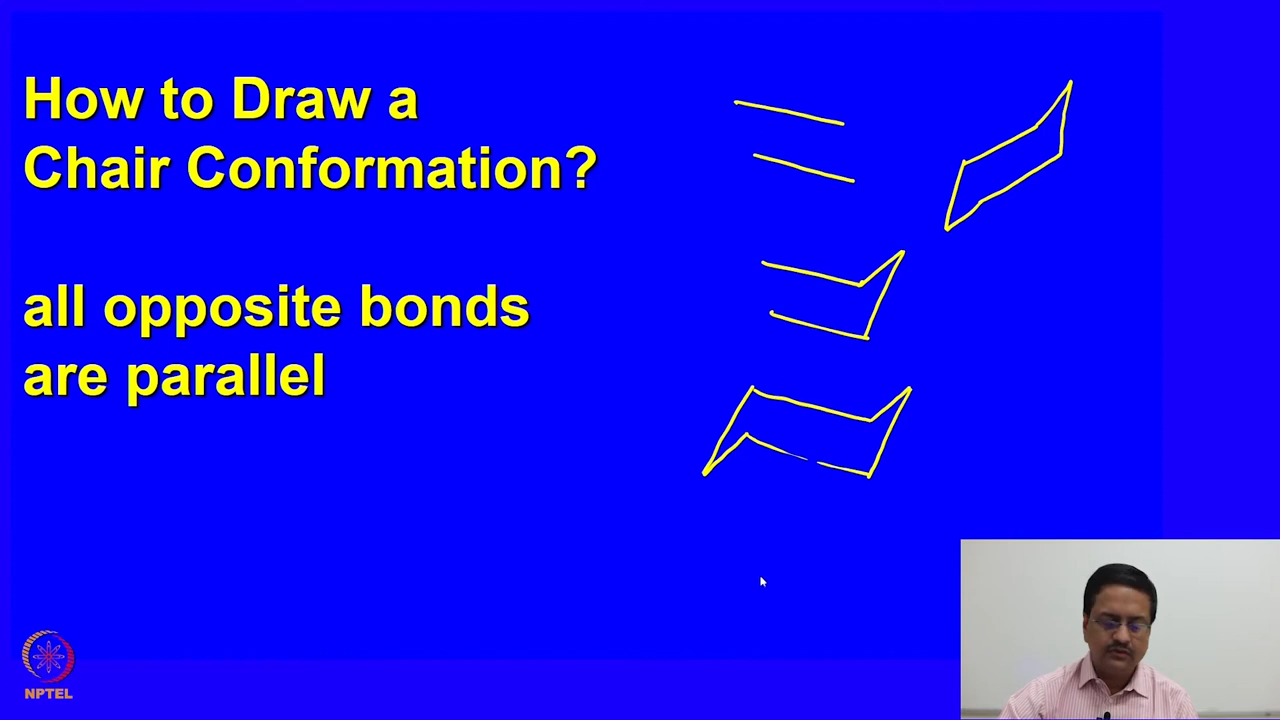 How to Draw a
Chair Conformation?
all opposite bonds
are parallel
NPTEL